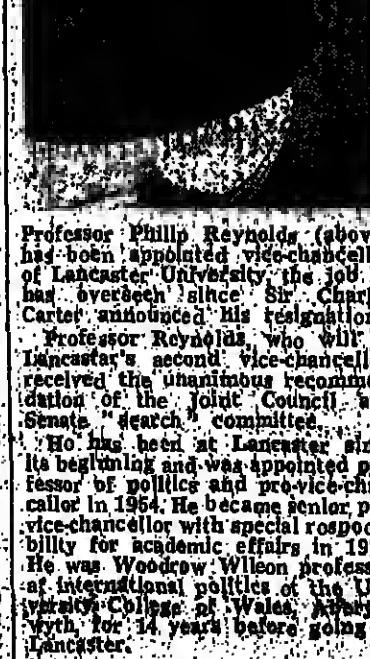 Professor Philip Reynolds (abov
has been appointed vice-chancell
of Lancaster University, the job
has overseen since Sir Charl
Carter announced his resignation
Professor Reynolds, who will
Lancaster's second vice-chancell
received the unanimous recomme
dation of the Joint Council a
Senate "search" committee.
He has been at Lancaster sin
its beginning and was appointed p
fessor of politics and pro-vice-cha
cellor in 1964. He became senior p
vice-chancellor with special respon
bility for academic affairs in 19
He was Woodrow Wilson profess
of international politics of the U
versity College of Wales, Abery
wyth, for 14 years before going
Lancaster.